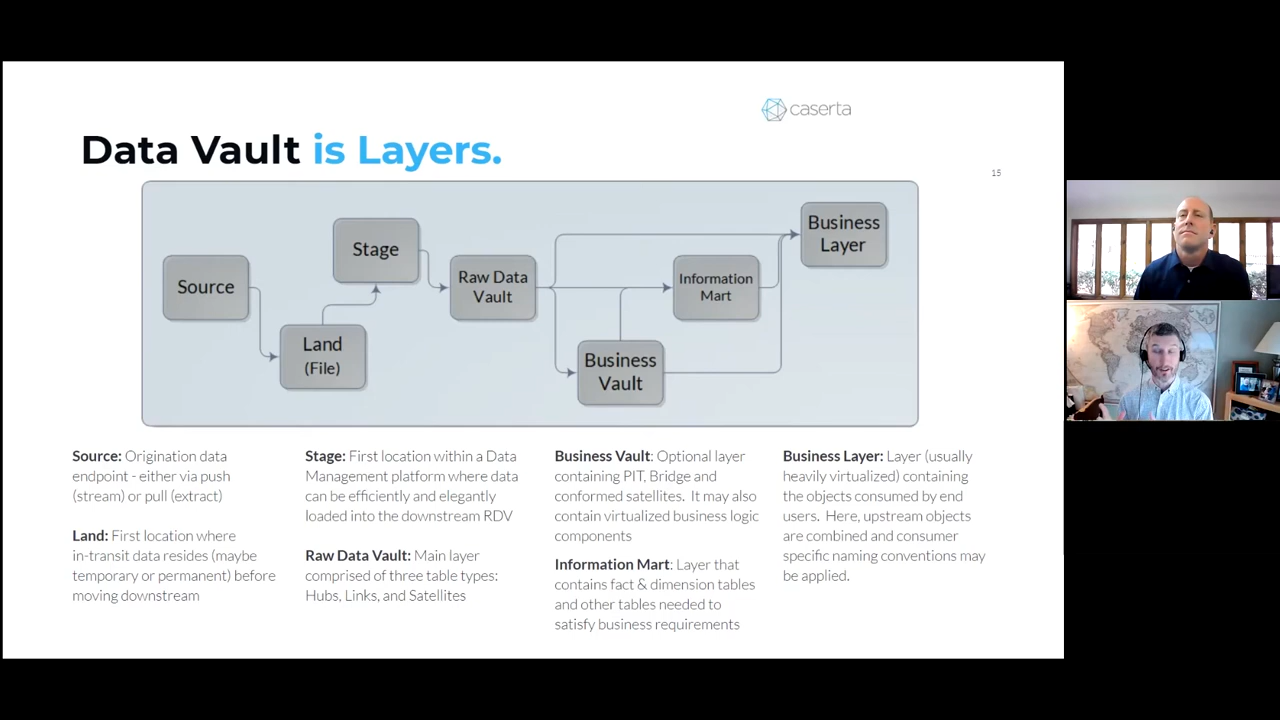 caserta
Data Vault is Layers.
15
Source
Land
(File)
Stage
Raw Data
Vault
Business
Vault
Information
Mart
Business
Layer
Source: Origination data
endpoint - either via push
(stream) or pull (extract)
Land: First location where
in-transit data resides (maybe
temporary or permanent) before
moving downstream
Stage: First location within a Data
Management platform where data
can be efficiently and elegantly
loaded into the downstream RDV
Raw Data Vault: Main layer
comprised of three table types:
Hubs, Links, and Satellites
Business Vault: Optional layer
containing PIT, Bridge and
conformed satellites. It may also
contain virtualized business logic
components
Information Mart: Layer that
contains fact & dimension tables
and other tables needed to
satisfy business requirements
Business Layer: Layer (usually
heavily virtualized) containing
the objects consumed by end
users. Here, upstream objects
are combined and consumer
specific naming conventions may
be applied.